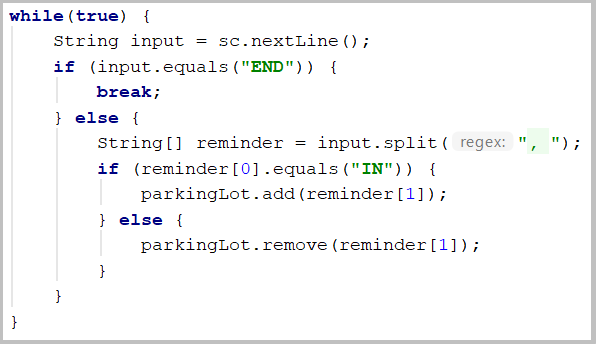 while(true) {
    String input = sc.nextLine();
    if (input.equals("END")) {
        break;
    } else {
        String[] reminder = input.split( regex: ", ");
        if (reminder[0].equals("IN")) {
            parkingLot.add(reminder[1]);
        } else {
            parkingLot.remove(reminder[1]);
        }
    }
}